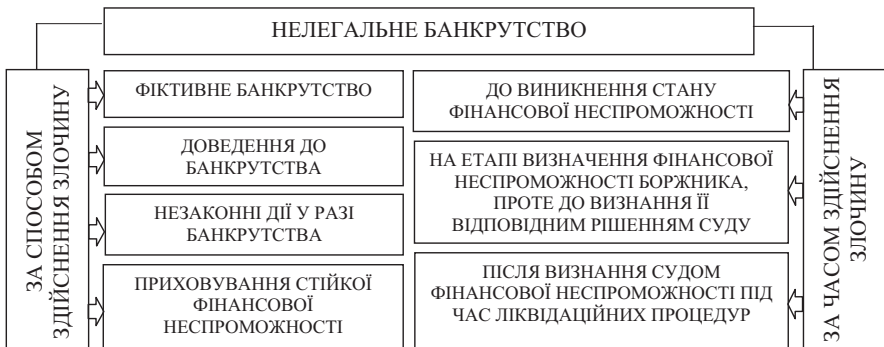 НЕЛЕГАЛЬНЕ БАНКРУТСТВО
ЗА СПОСОБОМ
ЗДІЙСНЕННЯ ЗЛОЧИНУ
ФІКТИВНЕ БАНКРУТСТВО
ДОВЕДЕННЯ ДО
БАНКРУТСТВА
НЕЗАКОННІ ДІЇ У РАЗІ
БАНКРУТСТВА
ПРИХОВУВАННЯ СТІЙКОЇ
ФІНАНСОВОЇ
НЕСПРОМОЖНОСТІ
ДО ВИНИКНЕННЯ СТАНУ
ФІНАНСОВОЇ НЕСПРОМОЖНОСТІ
НА ЕТАПІ ВИЗНАЧЕННЯ ФІНАНСОВОЇ
НЕСПРОМОЖНОСТІ БОРЖНИКА,
ПРОТЕ ДО ВИЗНАННЯ ЇЇ
ВІДПОВІДНИМ РІШЕННЯМ СУДУ
ПІСЛЯ ВИЗНАННЯ СУДОМ
ФІНАНСОВОЇ НЕСПРОМОЖНОСТІ ПІД
ЧАС ЛІКВІДАЦІЙНИХ ПРОЦЕДУР
ЗА ЧАСОМ ЗДІЙСНЕННЯ
ЗЛОЧИНУ